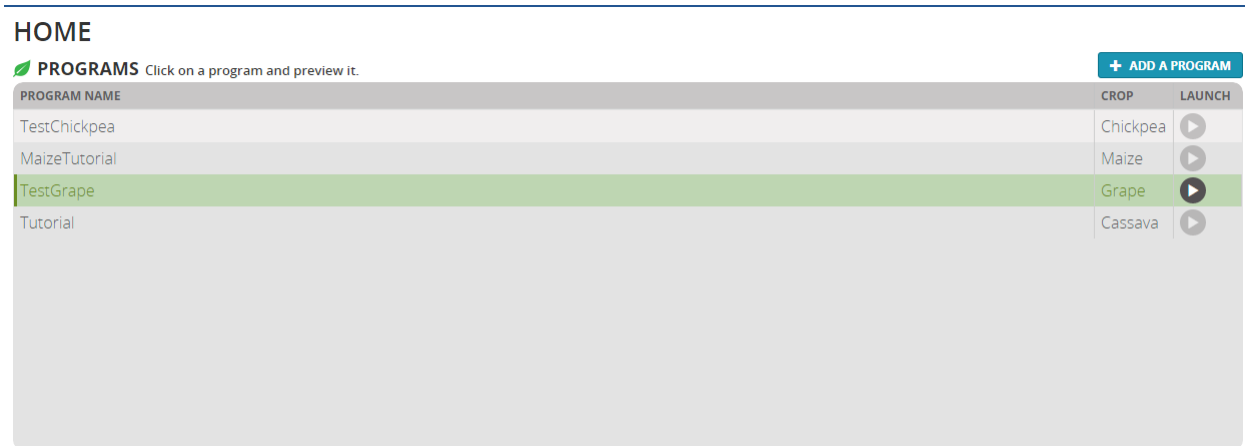 HOME
PROGRAMS Click on a program and preview it.
+ ADD A PROGRAM
PROGRAM NAME CROP LAUNCH
TestChickpea Chickpea
MaizeTutorial Maize
TestGrape Grape
Tutorial Cassava